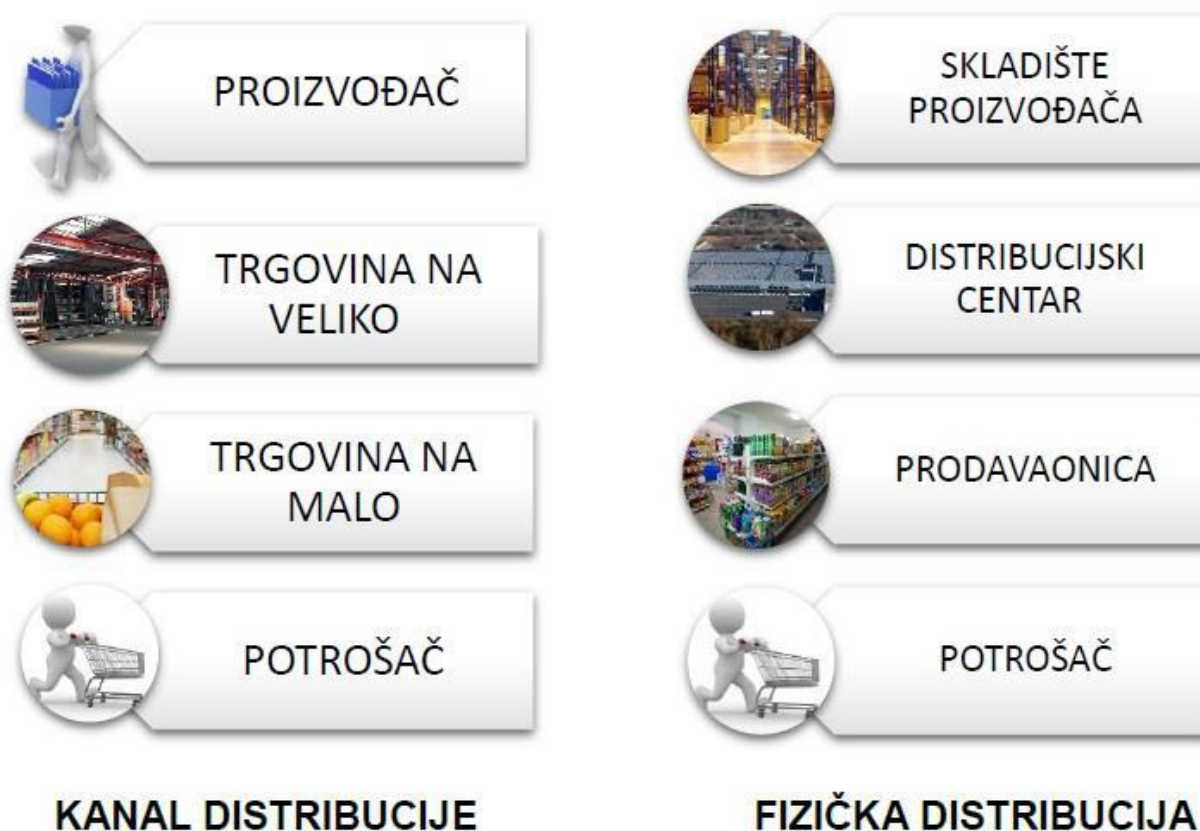 PROIZVOĐAČ
TRGOVINA NA
VELIKO
TRGOVINA NA
MALO
POTROŠAČ
KANAL DISTRIBUCIJE
SKLADIŠTE
PROIZVOĐAČA
DISTRIBUCIJSKI
CENTAR
PRODAVAONICA
POTROŠAČ
FIZIČKA DISTRIBUCIJA